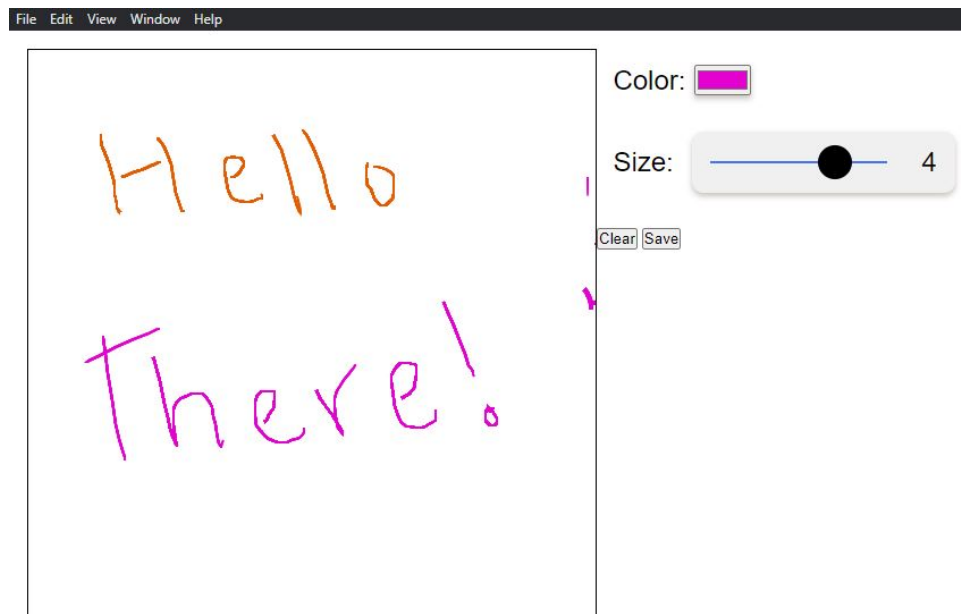 File Edit View Window Help
Color:
Hello
Size: 4
Clear Save
There!